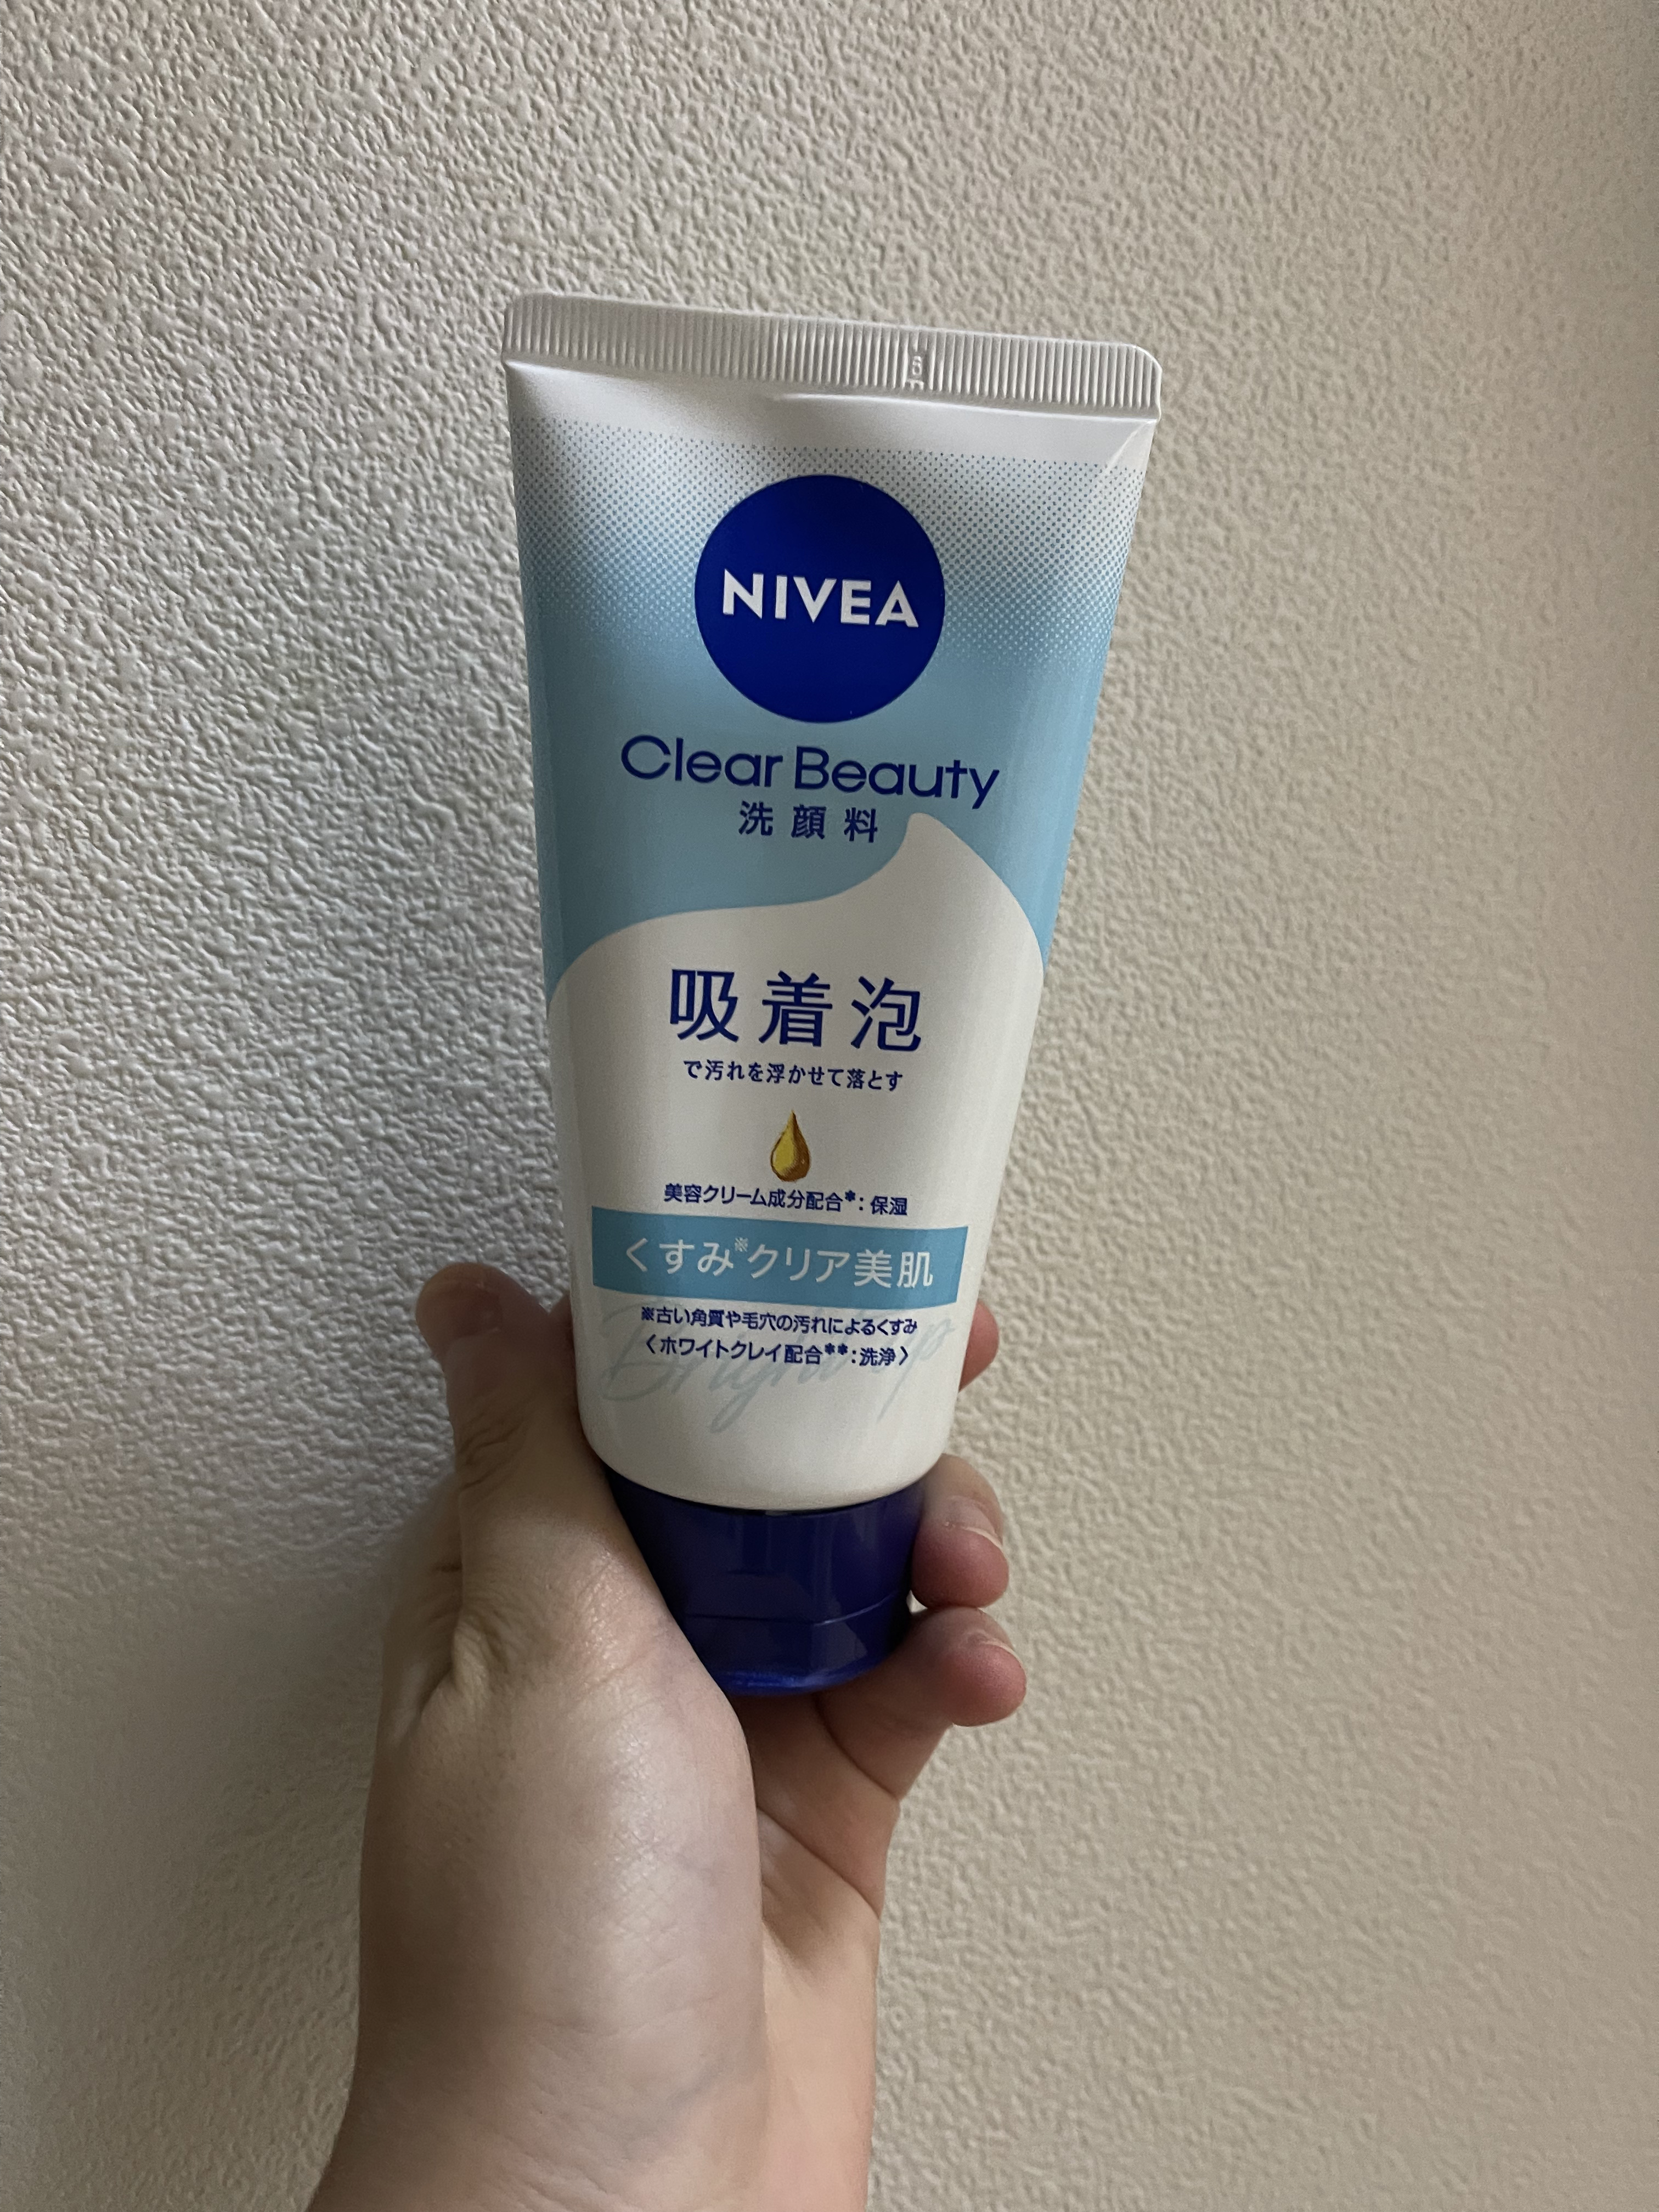 NIVEA
Clear Beauty
洗顔料
吸着泡
で汚れを浮かせて落とす
美容クリーム成分配合*:保湿
くすみ※クリア美肌
※古い角質や毛穴の汚れによるくすみ
〈ホワイトクレイ配合**:洗浄〉
Bright up